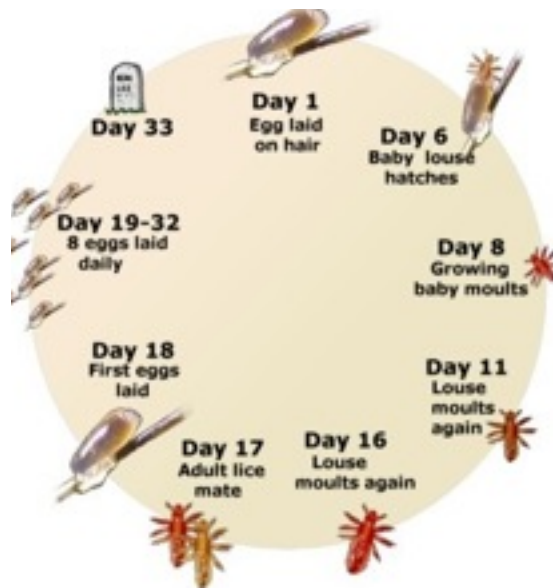 Day 1
Egg laid
on hair
Day 6
Baby louse
hatches
Day 8
Growing
baby moults
Day 11
Louse
moults
again
Day 16
Louse
moults again
Day 17
Adult lice
mate
Day 18
First eggs
laid
Day 19-32
8 eggs laid
daily
Day 33